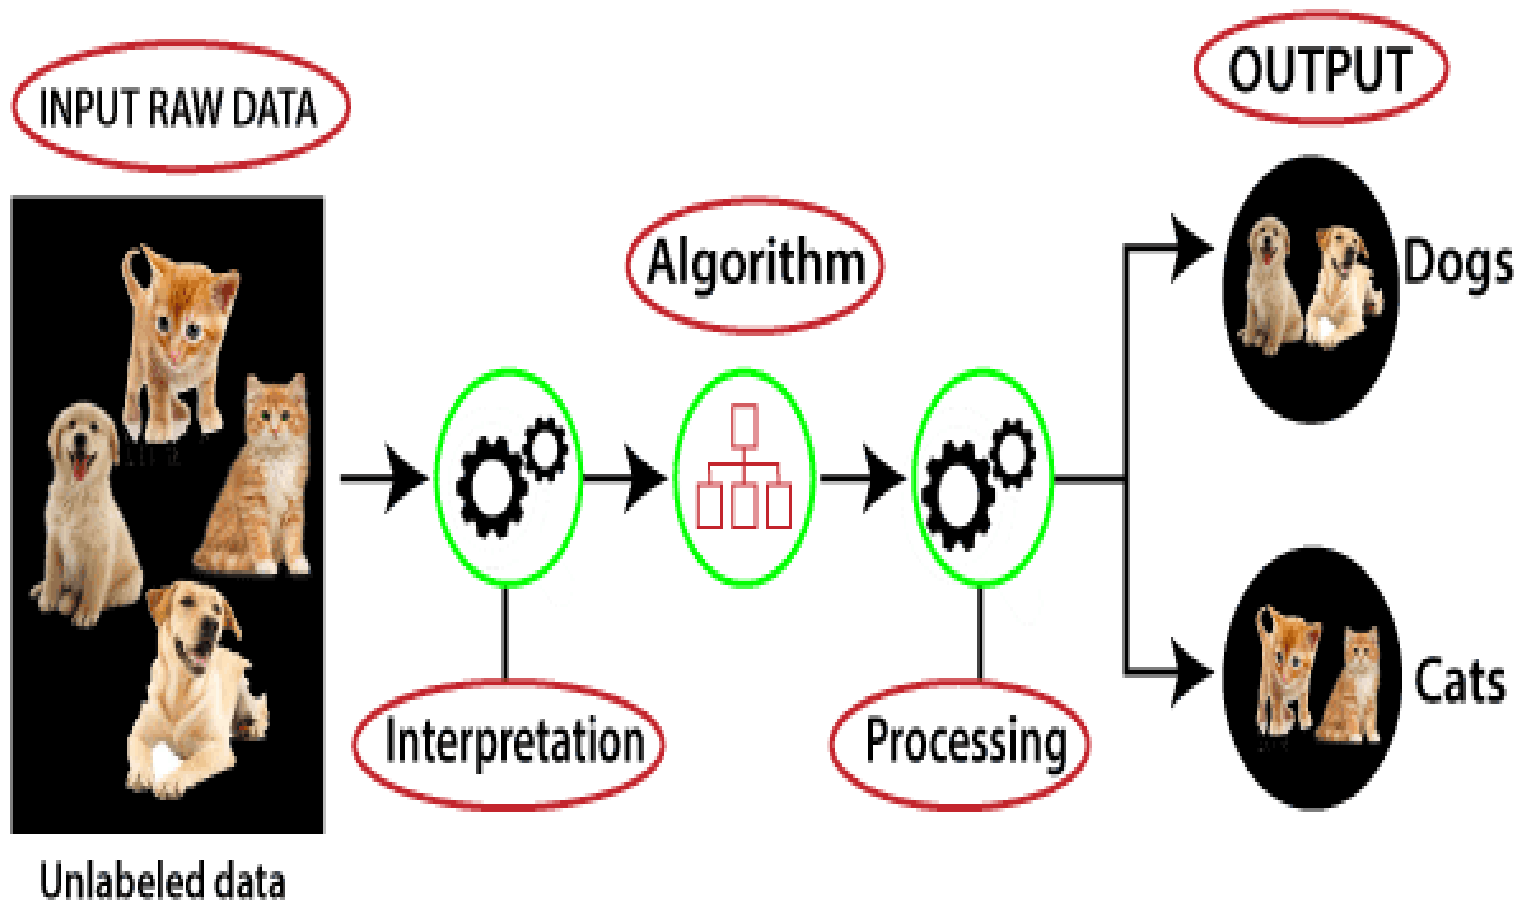 INPUT RAW DATA
Unlabeled data
Interpretation
Algorithm
Processing
OUTPUT
Dogs
Cats